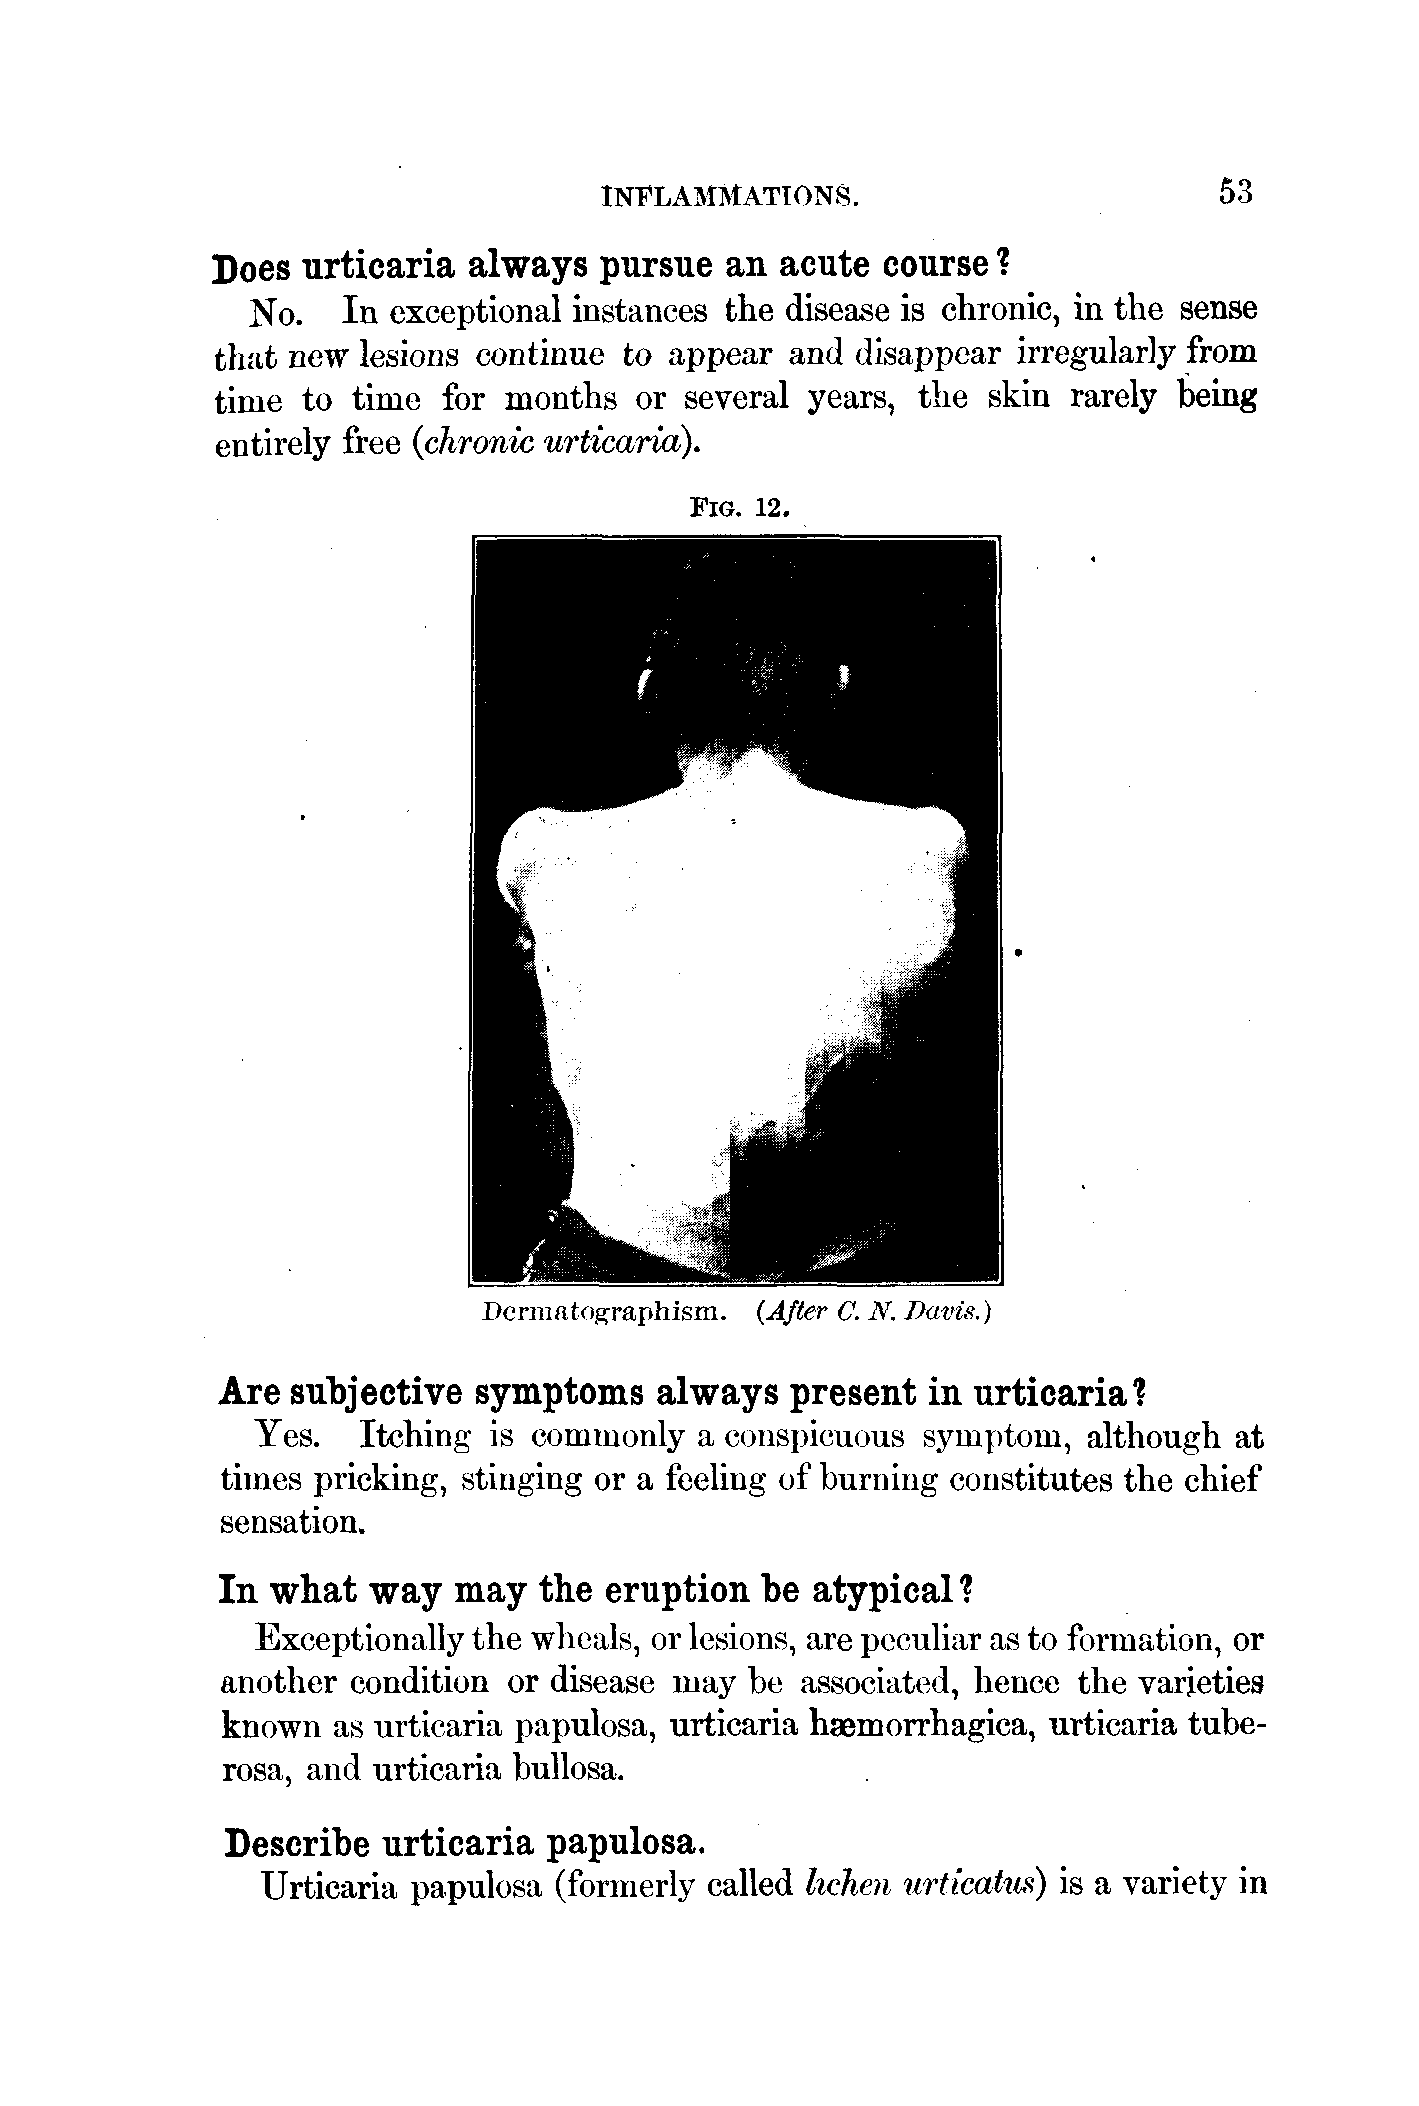 INFLAMMATIONS. 53
Does urticaria always pursue an acute course?
No. In exceptional instances the disease is chronic, in the sense
that new lesions continue to appear and disappear irregularly from
time to time for months or several years, the skin rarely being
entirely free (chronic urticaria).
FIG. 12.
Dermatographism. (After C. N. Davis.)
Are subjective symptoms always present in urticaria?
Yes. Itching is commonly a conspicuous symptom, although at
times pricking, stinging or a feeling of burning constitutes the chief
sensation.
In what way may the eruption be atypical?
Exceptionally the wheals, or lesions, are peculiar as to formation, or
another condition or disease may be associated, hence the varieties
known as urticaria papulosa, urticaria hæmorrhagica, urticaria tube-
rosa, and urticaria bullosa.
Describe urticaria papulosa.
Urticaria papulosa (formerly called lichen urticatus) is a variety in